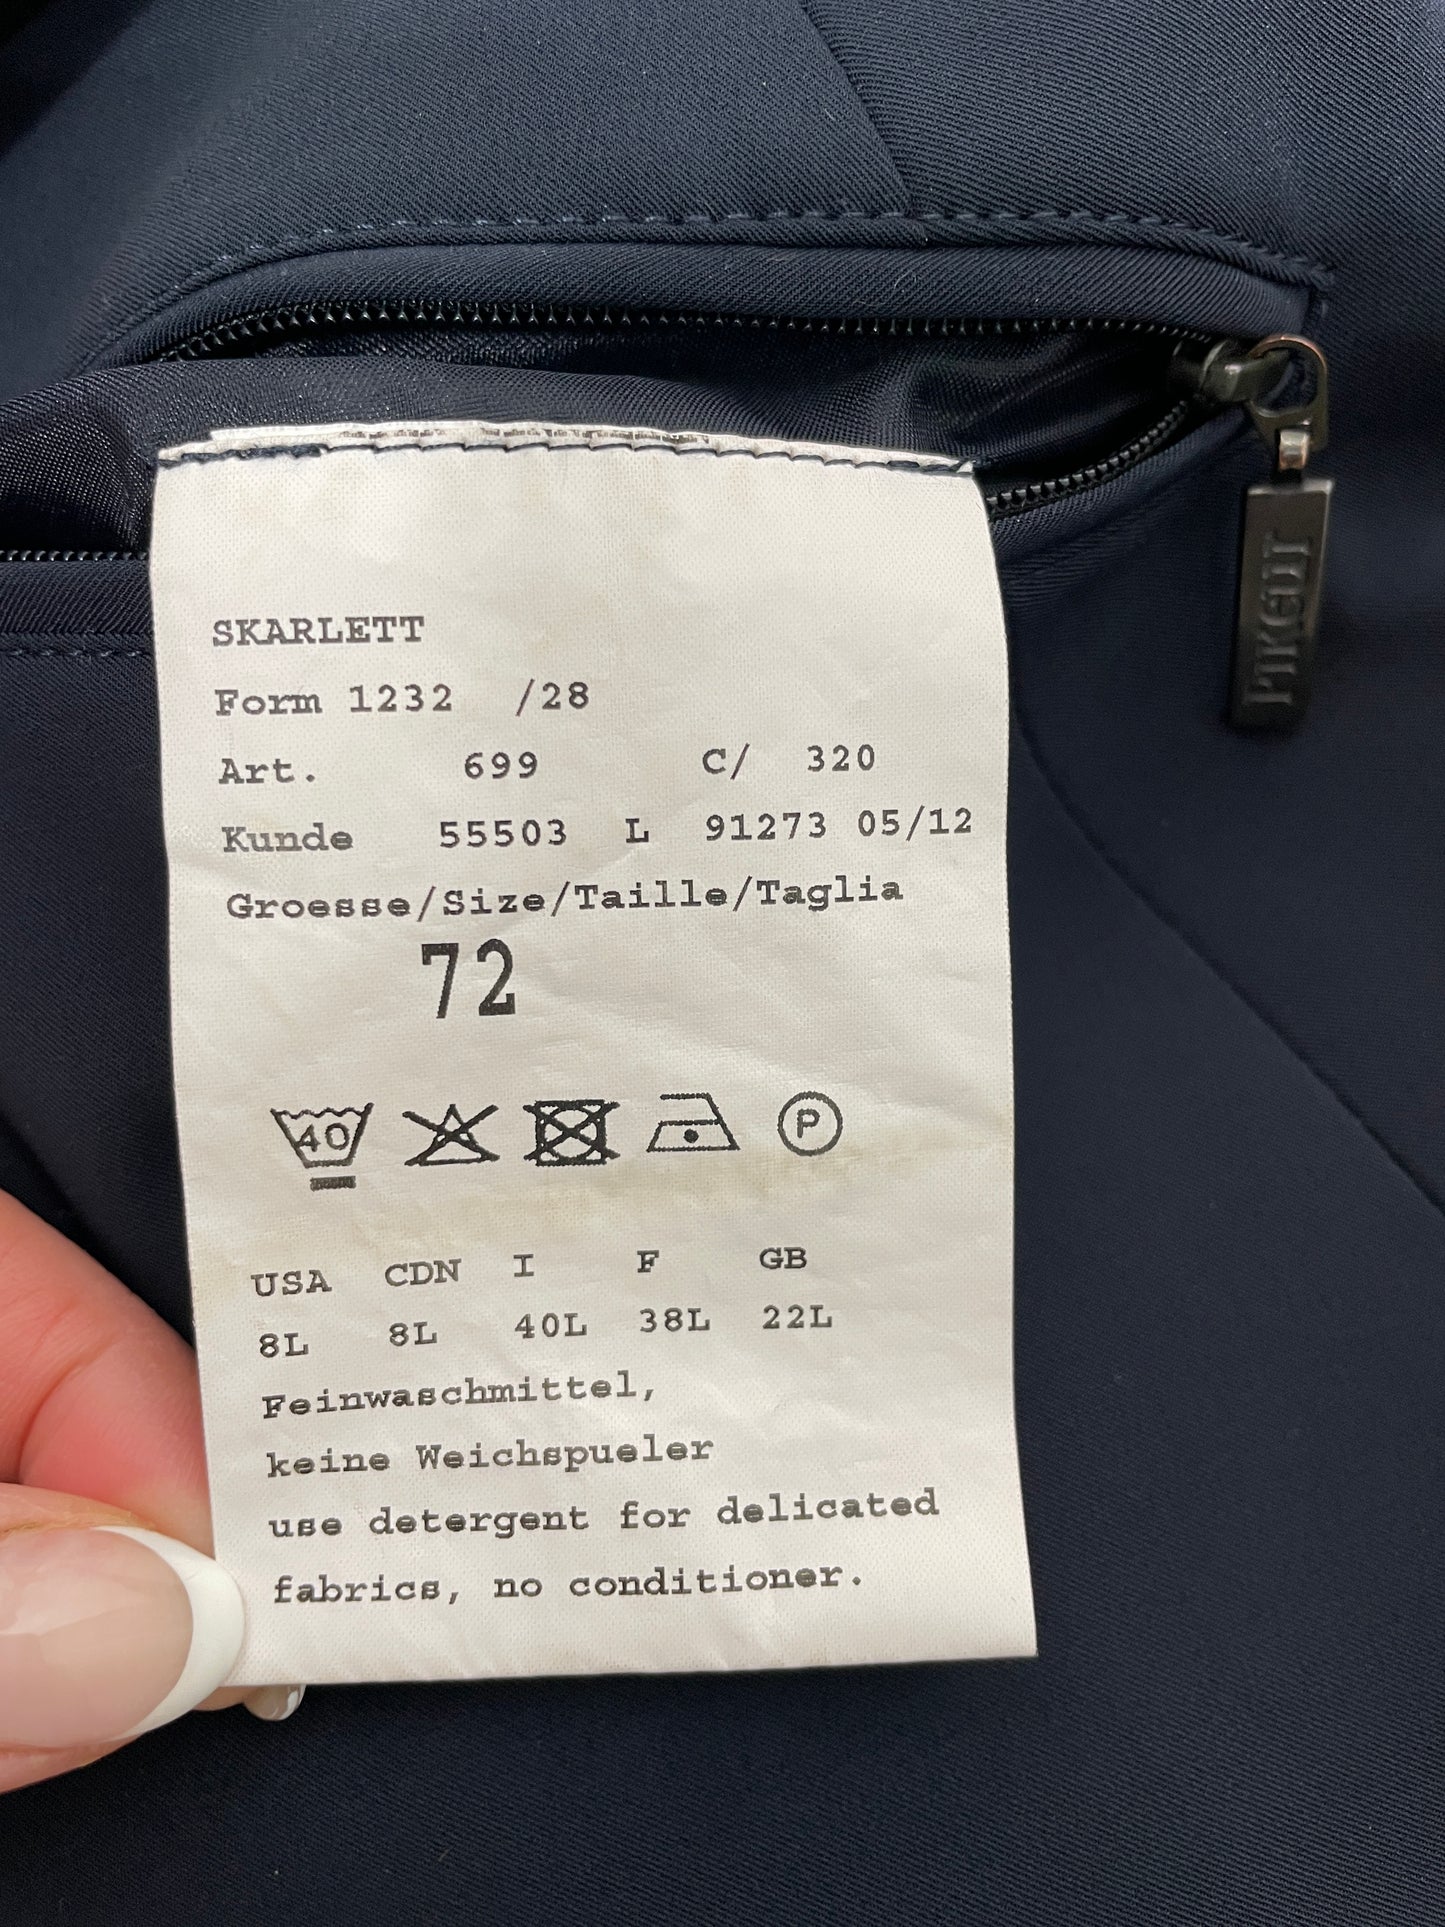 SKARLETT
Form 1232 /28
Art. 699 C/ 320
Kunde 55503 L 91273 05/12
Groesse/Size/Taille/Taglia
72
40
P
USA CDN I F GB
8L 8L 40L 38L 22L
Feinwaschmittel,
keine Weichspueler
use detergent for delicated
fabrics, no conditioner.
PIKEUR